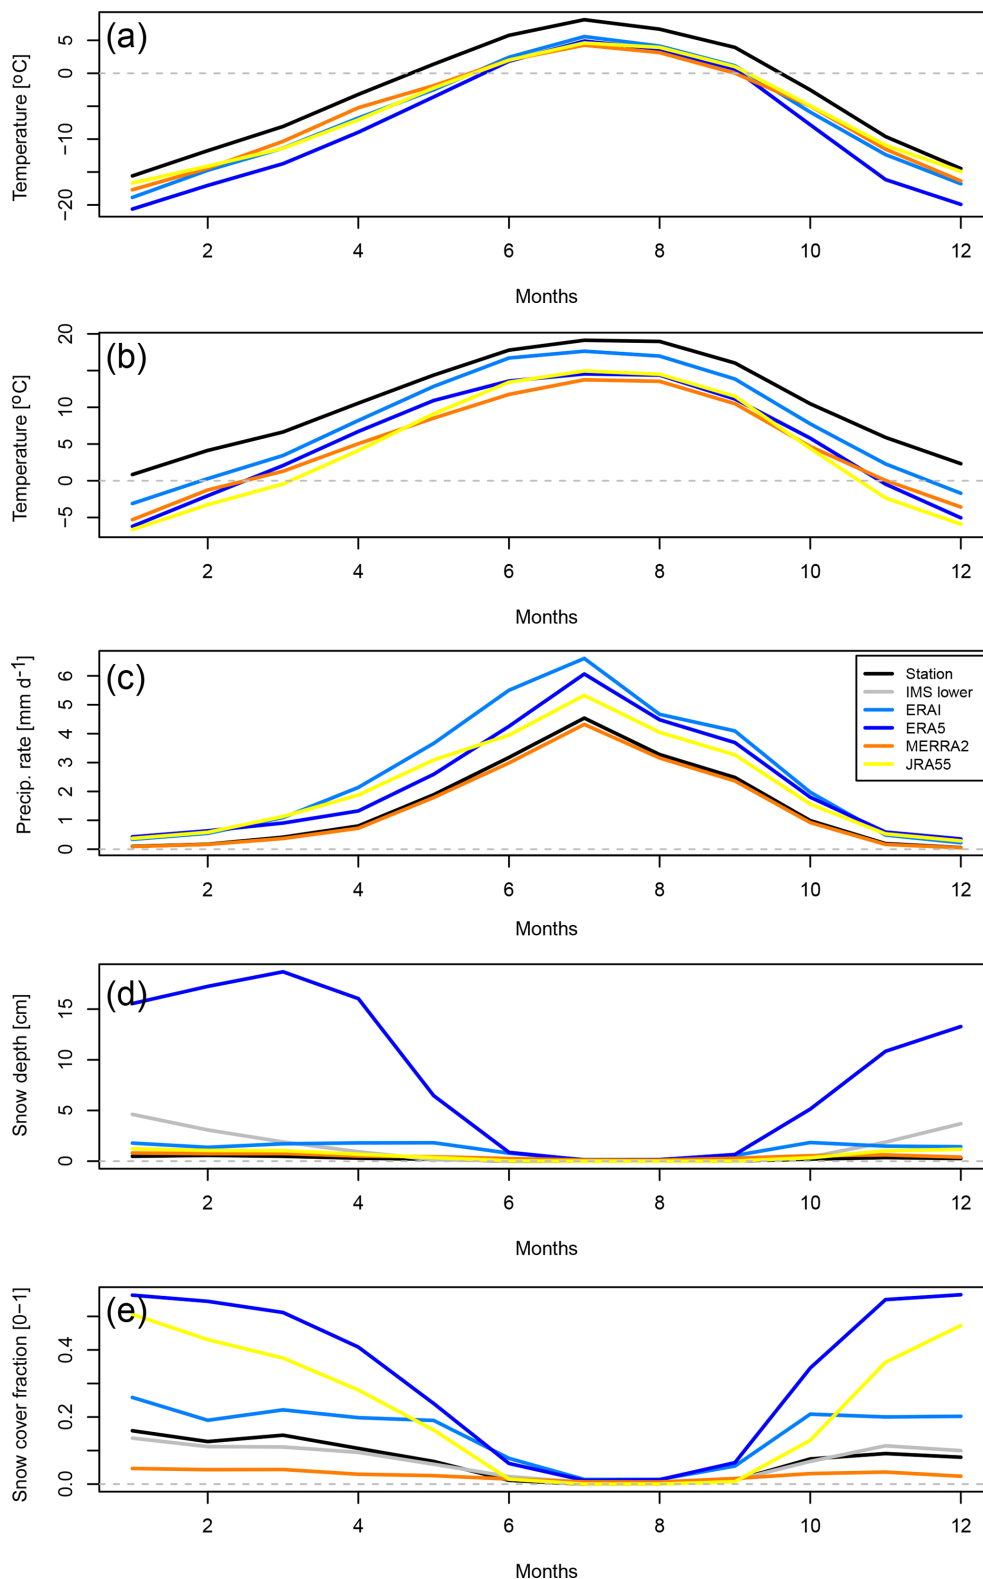 (a)
Temperature [ºC]
5
0
−10
−20
2
4
6
8
10
12
Months
(b)
Temperature [ºC]
20
10
5
0
−5
2
4
6
8
10
12
Months
(c)
Precip. rate [mm d⁻¹]
6
5
4
3
2
1
0
Station
IMS lower
ERAI
ERA5
MERRA2
JRA55
2
4
6
8
10
12
Months
(d)
Snow depth [cm]
15
10
5
0
2
4
6
8
10
12
Months
(e)
Snow cover fraction [0−1]
0.4
0.2
0.0
2
4
6
8
10
12
Months